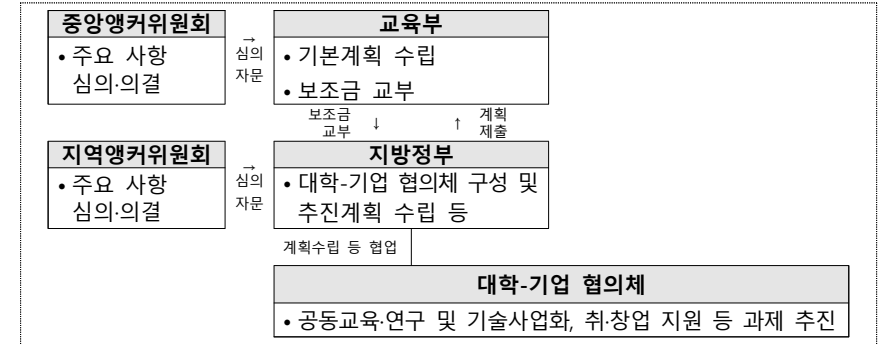 중앙앵커위원회
• 주요 사항
심의·의결
→
심의
자문
교육부
• 기본계획 수립
• 보조금 교부
보조금
교부
↓
↑
계획
제출
지역앵커위원회
• 주요 사항
심의·의결
→
심의
자문
지방정부
• 대학-기업 협의체 구성 및
추진계획 수립 등
계획수립 등 협업
대학-기업 협의체
• 공동교육·연구 및 기술사업화, 취·창업 지원 등 과제 추진